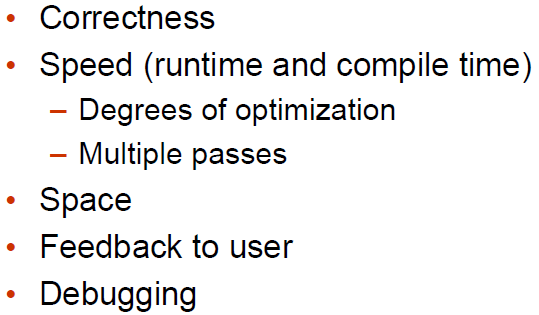 • Correctness
• Speed (runtime and compile time)
– Degrees of optimization
– Multiple passes
• Space
• Feedback to user
• Debugging